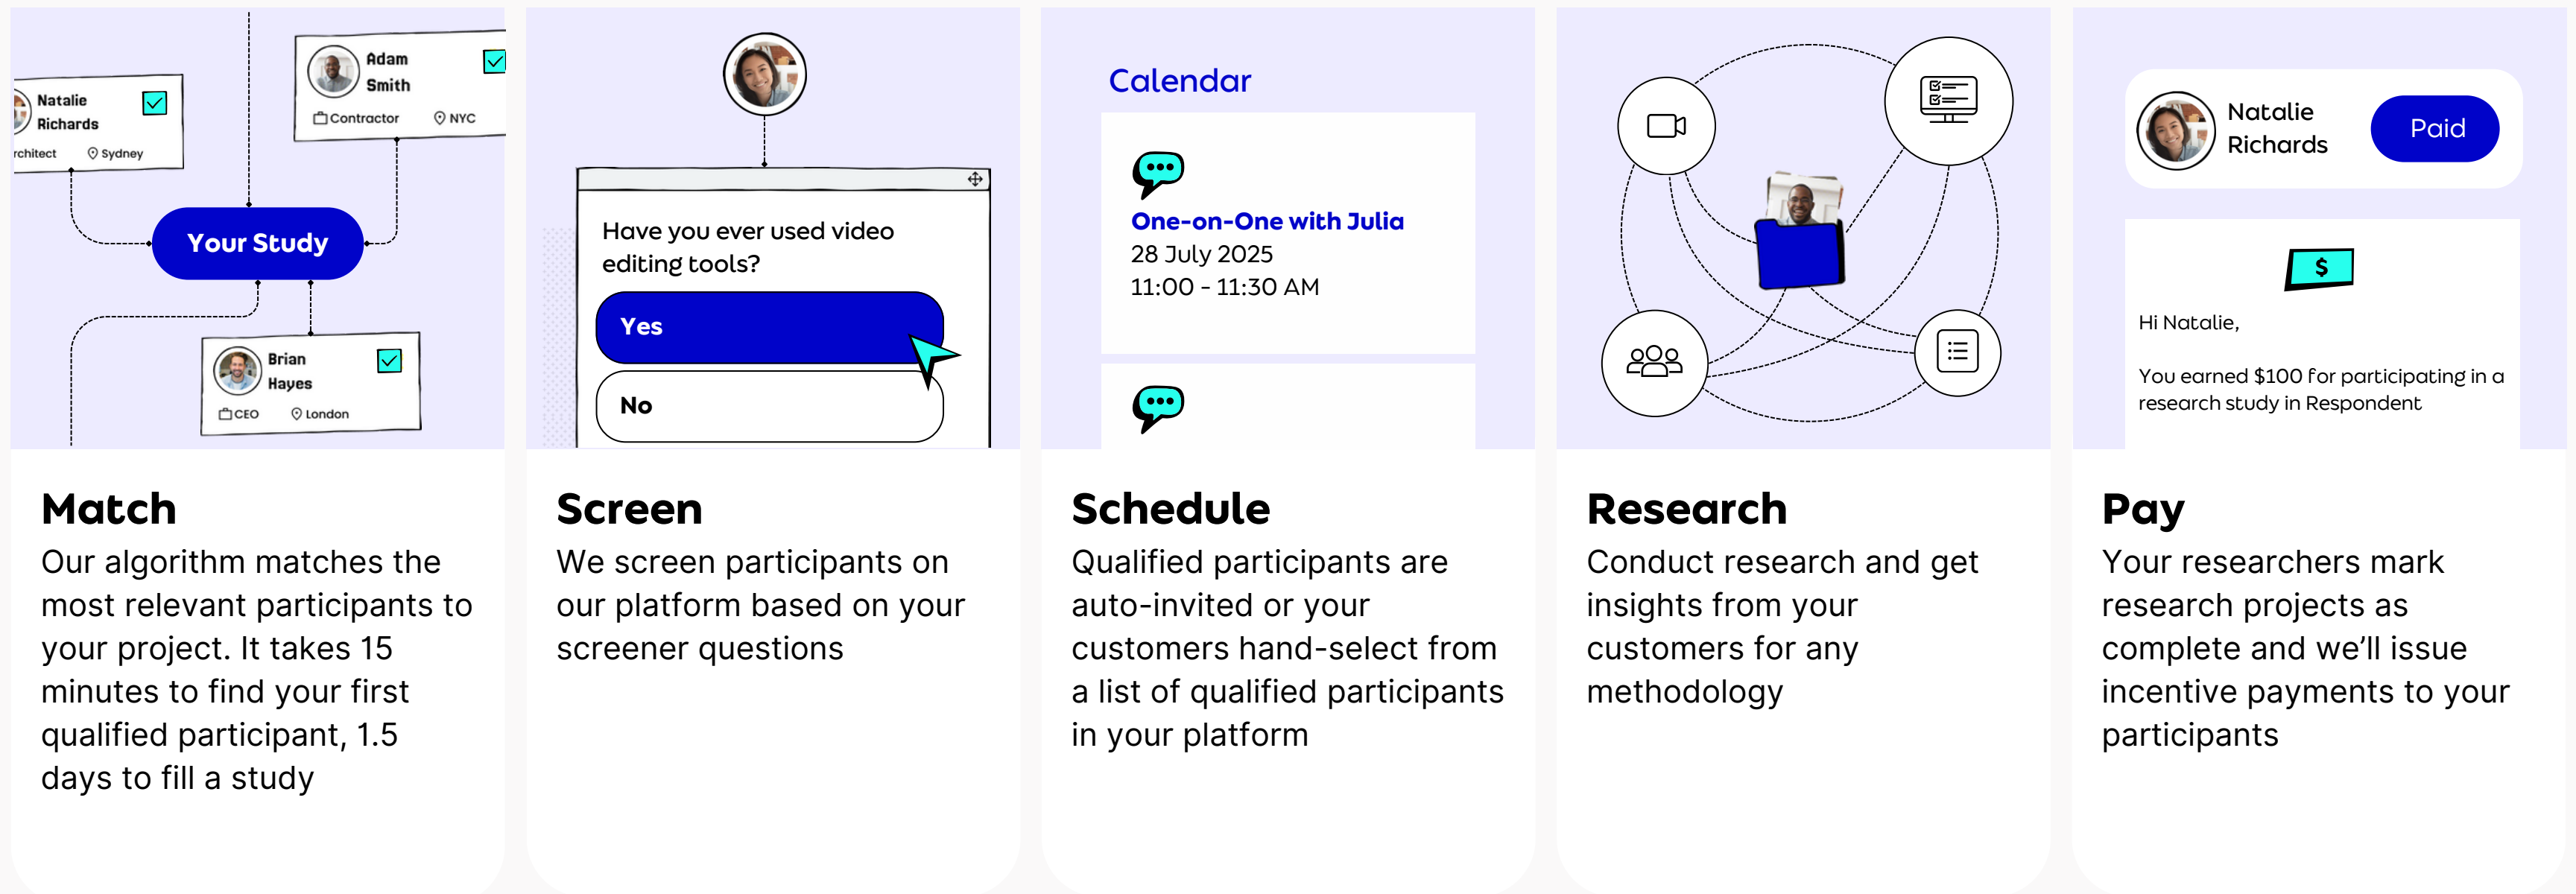 Adam
Smith
Contractor NYC
Natalie
Richards
rchitect Sydney
Your Study
Brian
Hayes
CEO London
Match
Our algorithm matches the
most relevant participants to
your project. It takes 15
minutes to find your first
qualified participant, 1.5
days to fill a study
Have you ever used video
editing tools?
Yes
No
Screen
We screen participants on
our platform based on your
screener questions
Calendar
One-on-One with Julia
28 July 2025
11:00 - 11:30 AM
Schedule
Qualified participants are
auto-invited or your
customers hand-select from
a list of qualified participants
in your platform
Research
Conduct research and get
insights from your
customers for any
methodology
Natalie
Richards
Paid
$
Hi Natalie,
You earned $100 for participating in a
research study in Respondent
Pay
Your researchers mark
research projects as
complete and we’ll issue
incentive payments to your
participants